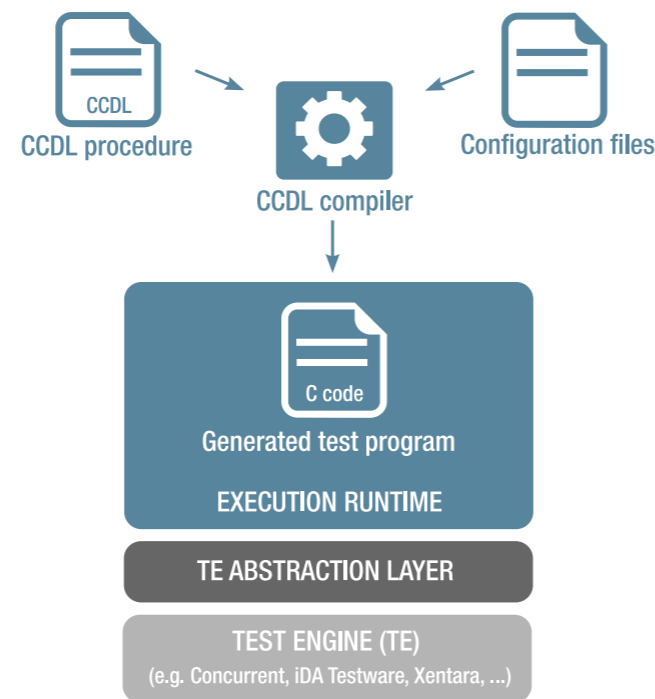 CCDL
CCDL procedure
Configuration files
CCDL compiler
C code
Generated test program
EXECUTION RUNTIME
TE ABSTRACTION LAYER
TEST ENGINE (TE)
(e.g. Concurrent, iDA Testware, Xentara, ...)